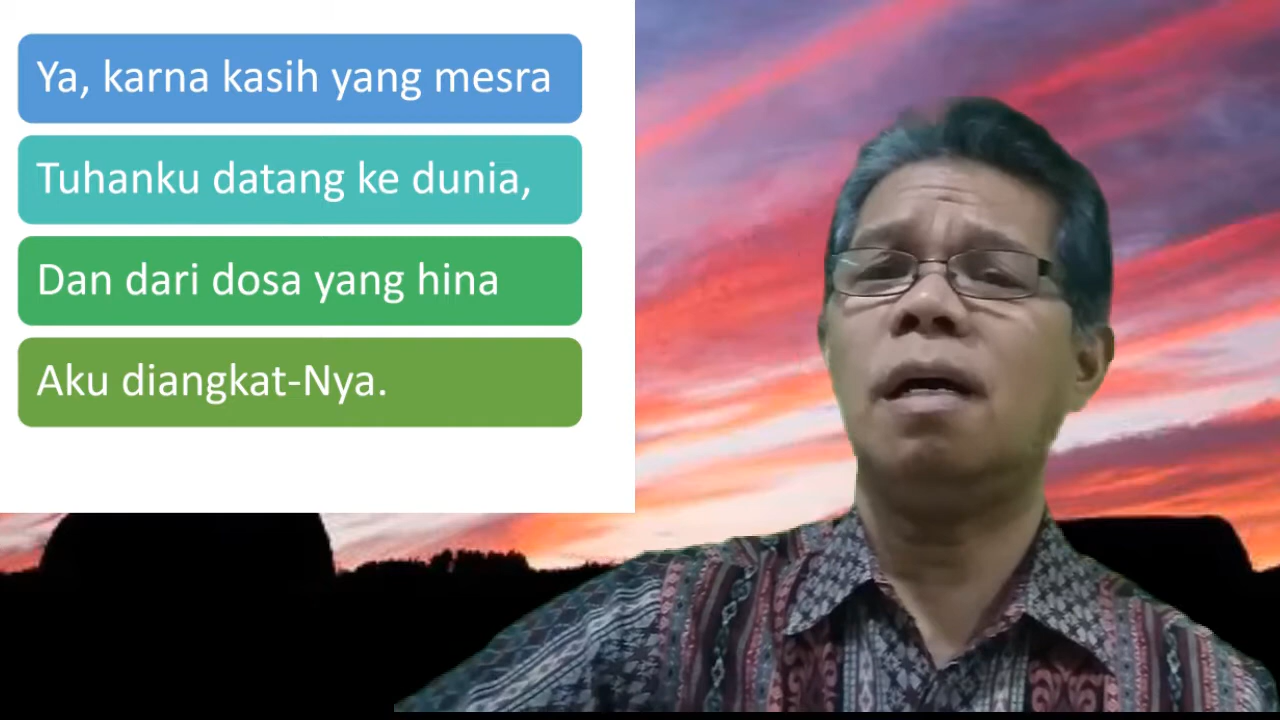 Ya, karna kasih yang mesra
Tuhanku datang ke dunia,
Dan dari dosa yang hina
Aku diangkat-Nya.